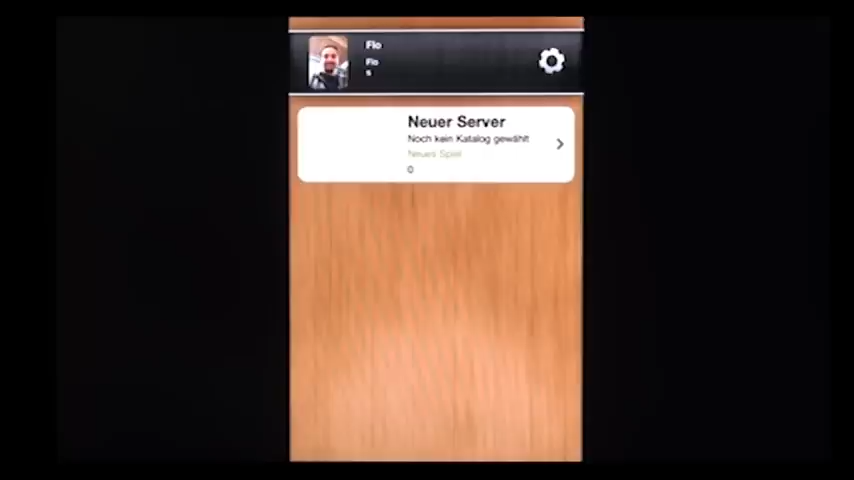 Flo
Flo
s
Neuer Server
Noch kein Katalog gewählt
Neues Spiel
0